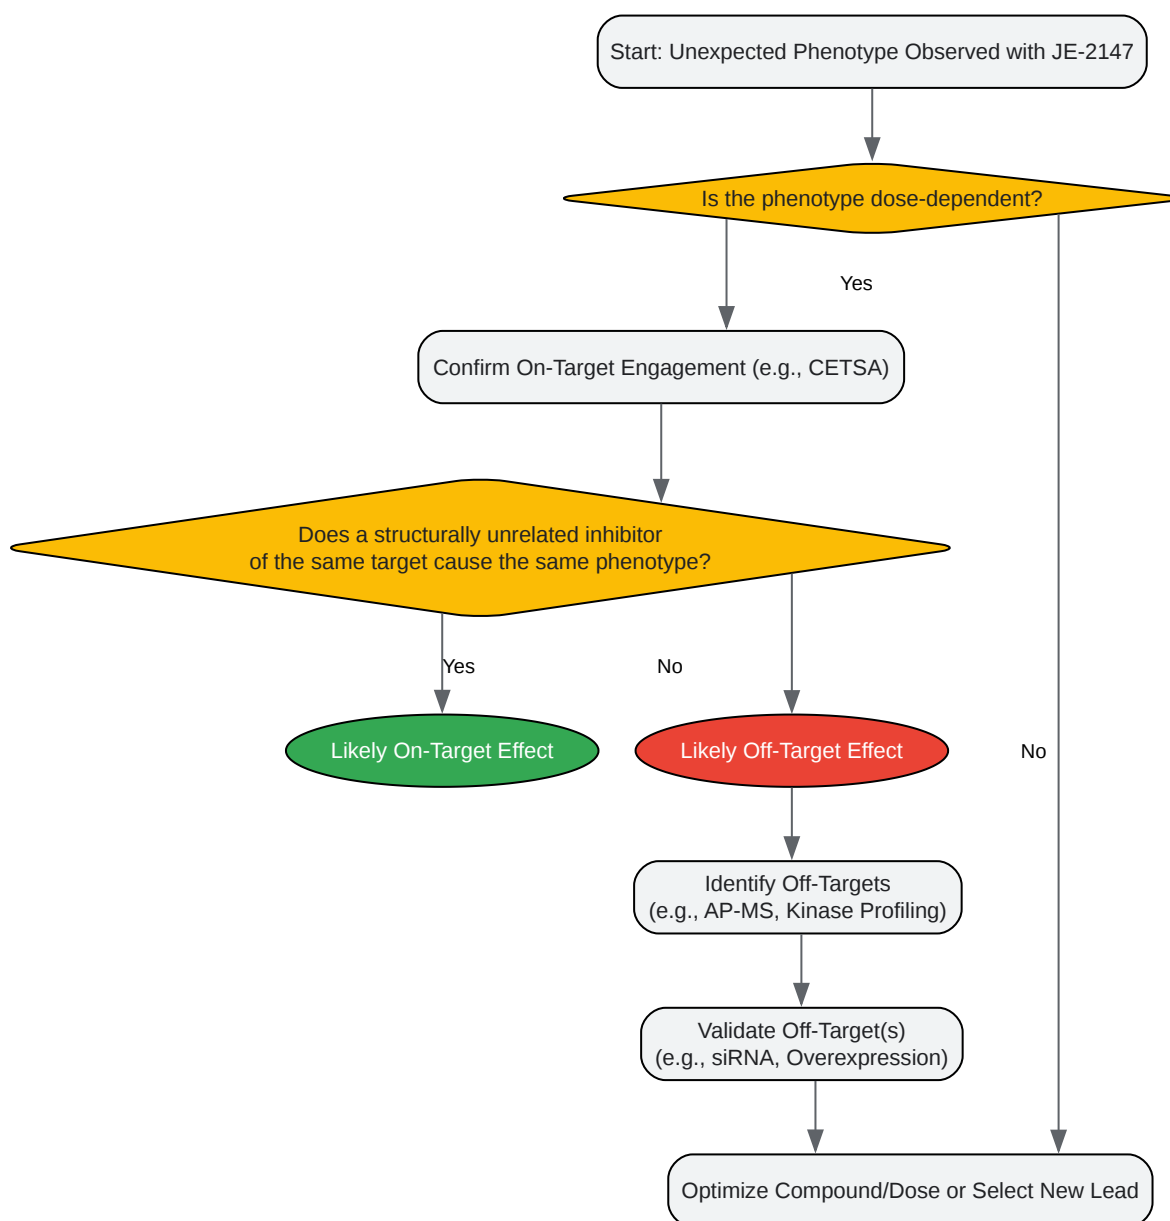 Start: Unexpected Phenotype Observed with JE-2147
Is the phenotype dose-dependent?
Yes
Confirm On-Target Engagement (e.g., CETSA)
Does a structurally unrelated inhibitor
of the same target cause the same phenotype?
Yes
No
Likely On-Target Effect
Likely Off-Target Effect
No
Identify Off-Targets
(e.g., AP-MS, Kinase Profiling)
Validate Off-Target(s)
(e.g., siRNA, Overexpression)
Optimize Compound/Dose or Select New Lead